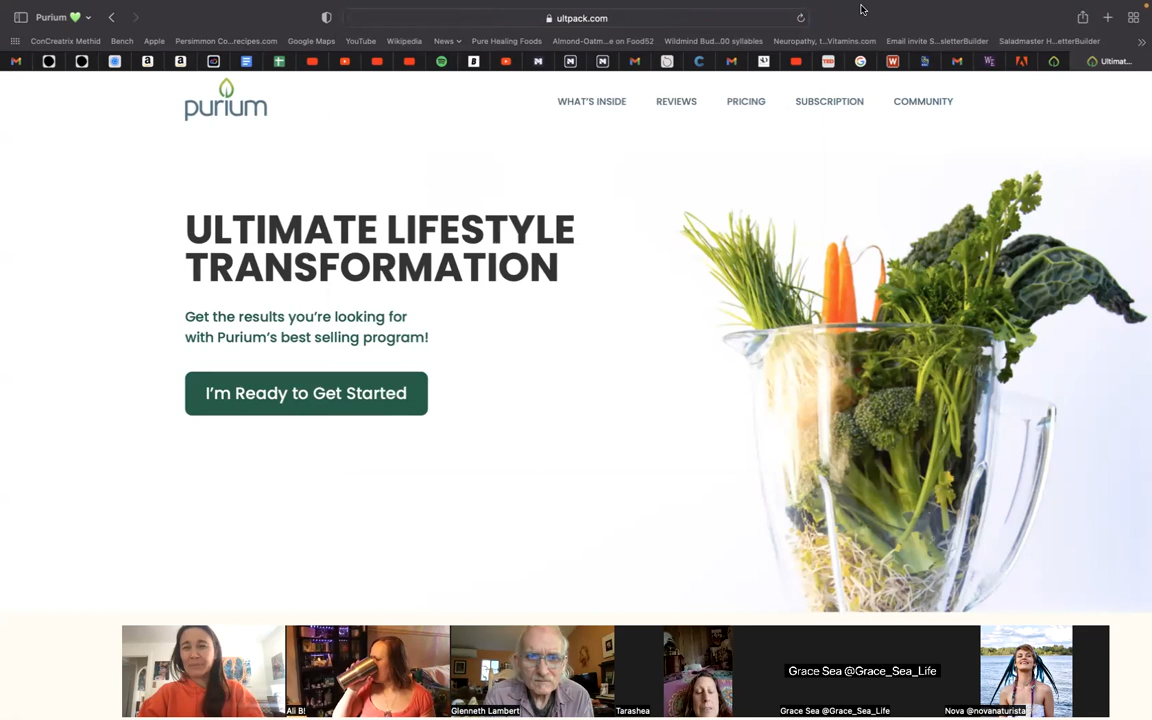 Purium 💚
ultpack.com
ConCreatrix Methid
Bench
Apple
Persimmon Co...recipes.com
Google Maps
YouTube
Wikipedia
News
Pure Healing Foods
Almond-Oatm...e on Food52
Wildmind Bud...00 syllables
Neuropathy, t...Vitamins.com
Email invite S...sletterBuilder
Saladmaster H...etterBuilder
Ultimat...
purium
WHAT'S INSIDE
REVIEWS
PRICING
SUBSCRIPTION
COMMUNITY
ULTIMATE LIFESTYLE
TRANSFORMATION
Get the results you're looking for
with Purium's best selling program!
I'm Ready to Get Started
Grace Sea @Grace_Sea_Life
Ali B!
Glenneth Lambert
Tarashea
Grace Sea @Grace_Sea_Life
Nova @novanaturista